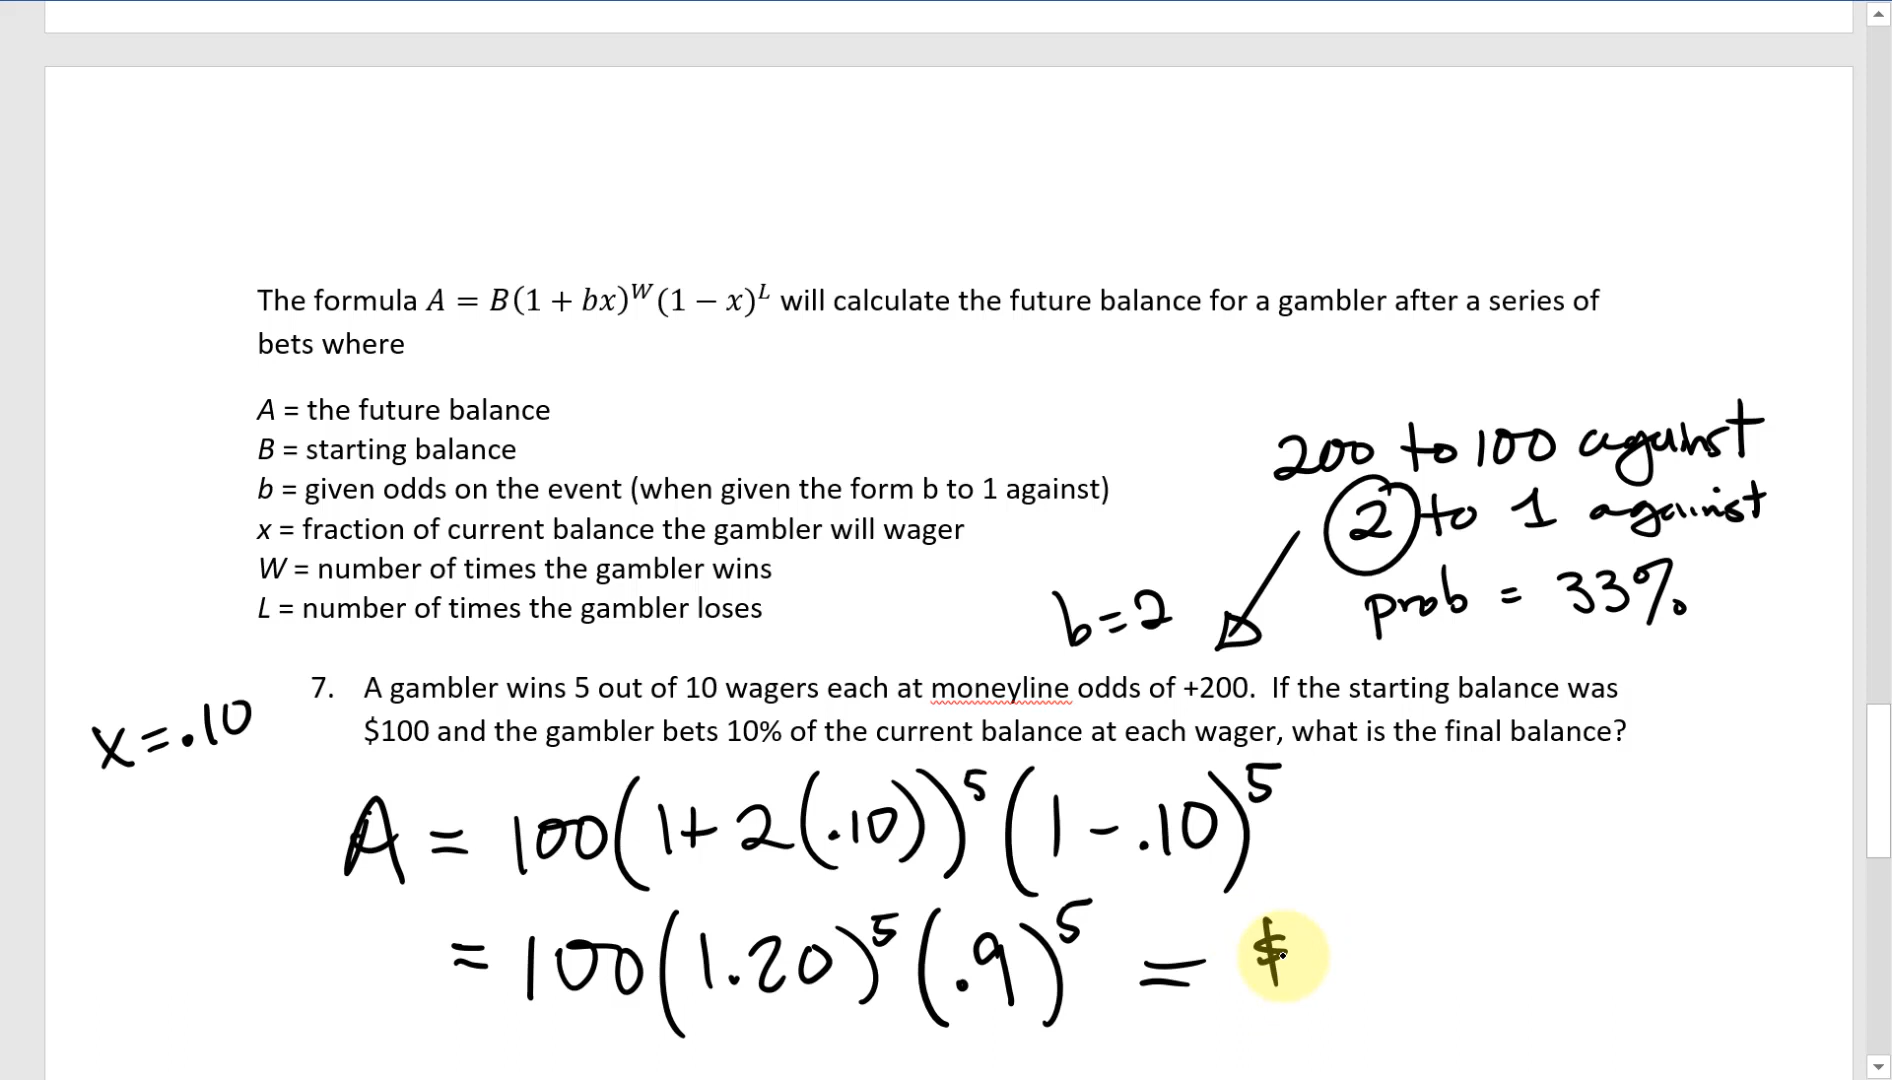 The formula A = B(1 + bx)^W (1 − x)^L will calculate the future balance for a gambler after a series of
bets where
A = the future balance
B = starting balance
b = given odds on the event (when given the form b to 1 against)
x = fraction of current balance the gambler will wager
W = number of times the gambler wins
L = number of times the gambler loses
200 to 100 against
2 to 1 against
prob = 33%
b=2
7. A gambler wins 5 out of 10 wagers each at moneyline odds of +200. If the starting balance was
$100 and the gambler bets 10% of the current balance at each wager, what is the final balance?
x=.10
A = 100(1+2(.10))^5 (1-.10)^5
= 100(1.20)^5 (.9)^5 = $